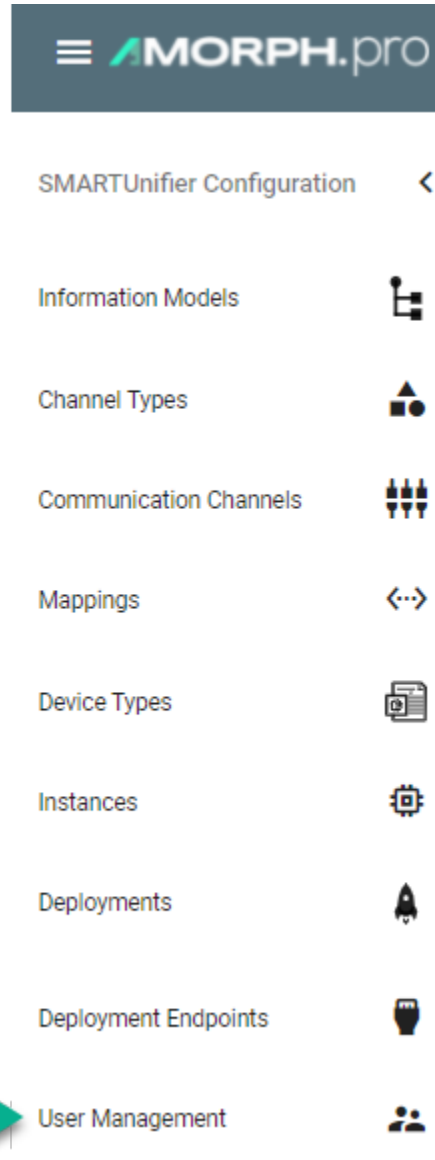 AMORPH.pro
SMARTUnifier Configuration
Information Models
Channel Types
Communication Channels
Mappings
Device Types
Instances
Deployments
Deployment Endpoints
User Management